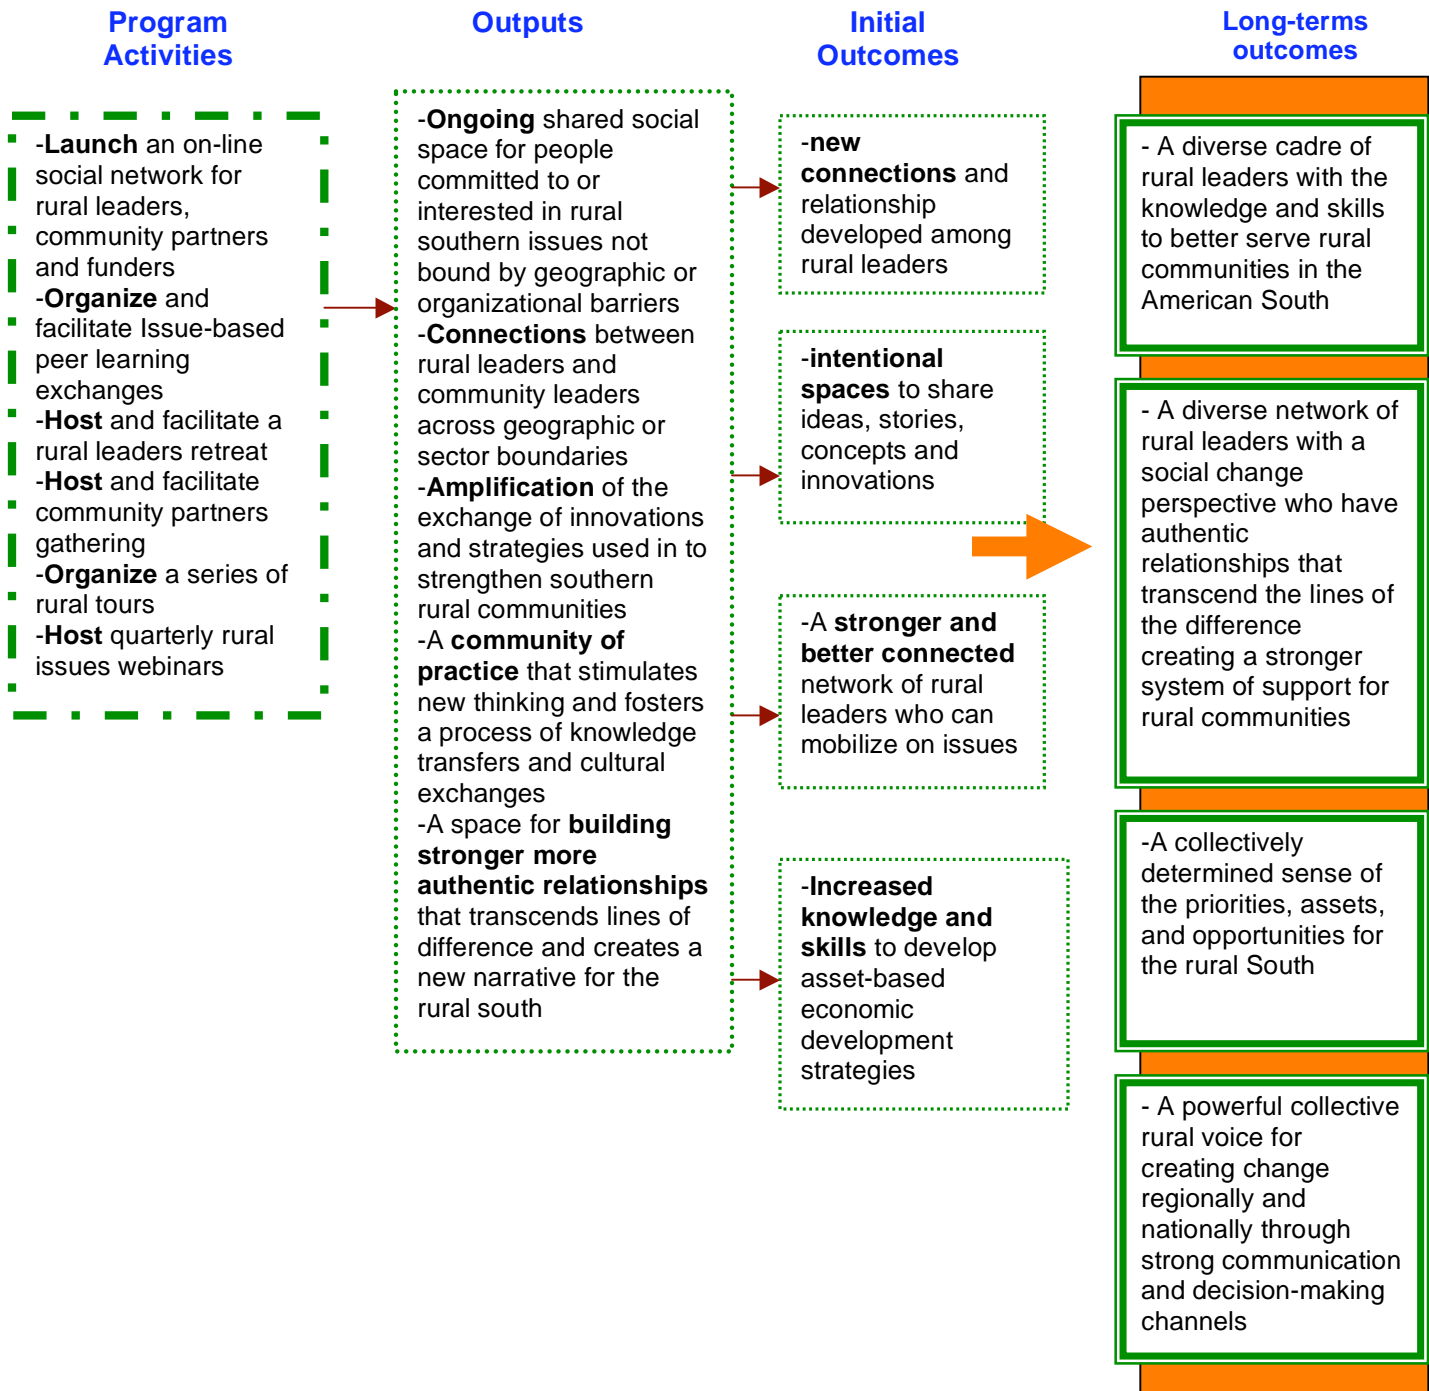 Program
Activities
Outputs
Initial
Outcomes
Long-terms
outcomes
-Launch an on-line
social network for
rural leaders,
community partners
and funders
-Organize and
facilitate Issue-based
peer learning
exchanges
-Host and facilitate a
rural leaders retreat
-Host and facilitate
community partners
gathering
-Organize a series of
rural tours
-Host quarterly rural
issues webinars
-Ongoing shared social
space for people
committed to or
interested in rural
southern issues not
bound by geographic or
organizational barriers
-Connections between
rural leaders and
community leaders
across geographic or
sector boundaries
-Amplification of the
exchange of innovations
and strategies used in to
strengthen southern
rural communities
-A community of
practice that stimulates
new thinking and fosters
a process of knowledge
transfers and cultural
exchanges
-A space for building
stronger more
authentic relationships
that transcends lines of
difference and creates a
new narrative for the
rural south
-new
connections and
relationship
developed among
rural leaders
-intentional
spaces to share
ideas, stories,
concepts and
innovations
-A stronger and
better connected
network of rural
leaders who can
mobilize on issues
-Increased
knowledge and
skills to develop
asset-based
economic
development
strategies
- A diverse cadre of
rural leaders with the
knowledge and skills
to better serve rural
communities in the
American South
- A diverse network of
rural leaders with a
social change
perspective who have
authentic
relationships that
transcend the lines of
the difference
creating a stronger
system of support for
rural communities
-A collectively
determined sense of
the priorities, assets,
and opportunities for
the rural South
- A powerful collective
rural voice for
creating change
regionally and
nationally through
strong communication
and decision-making
channels